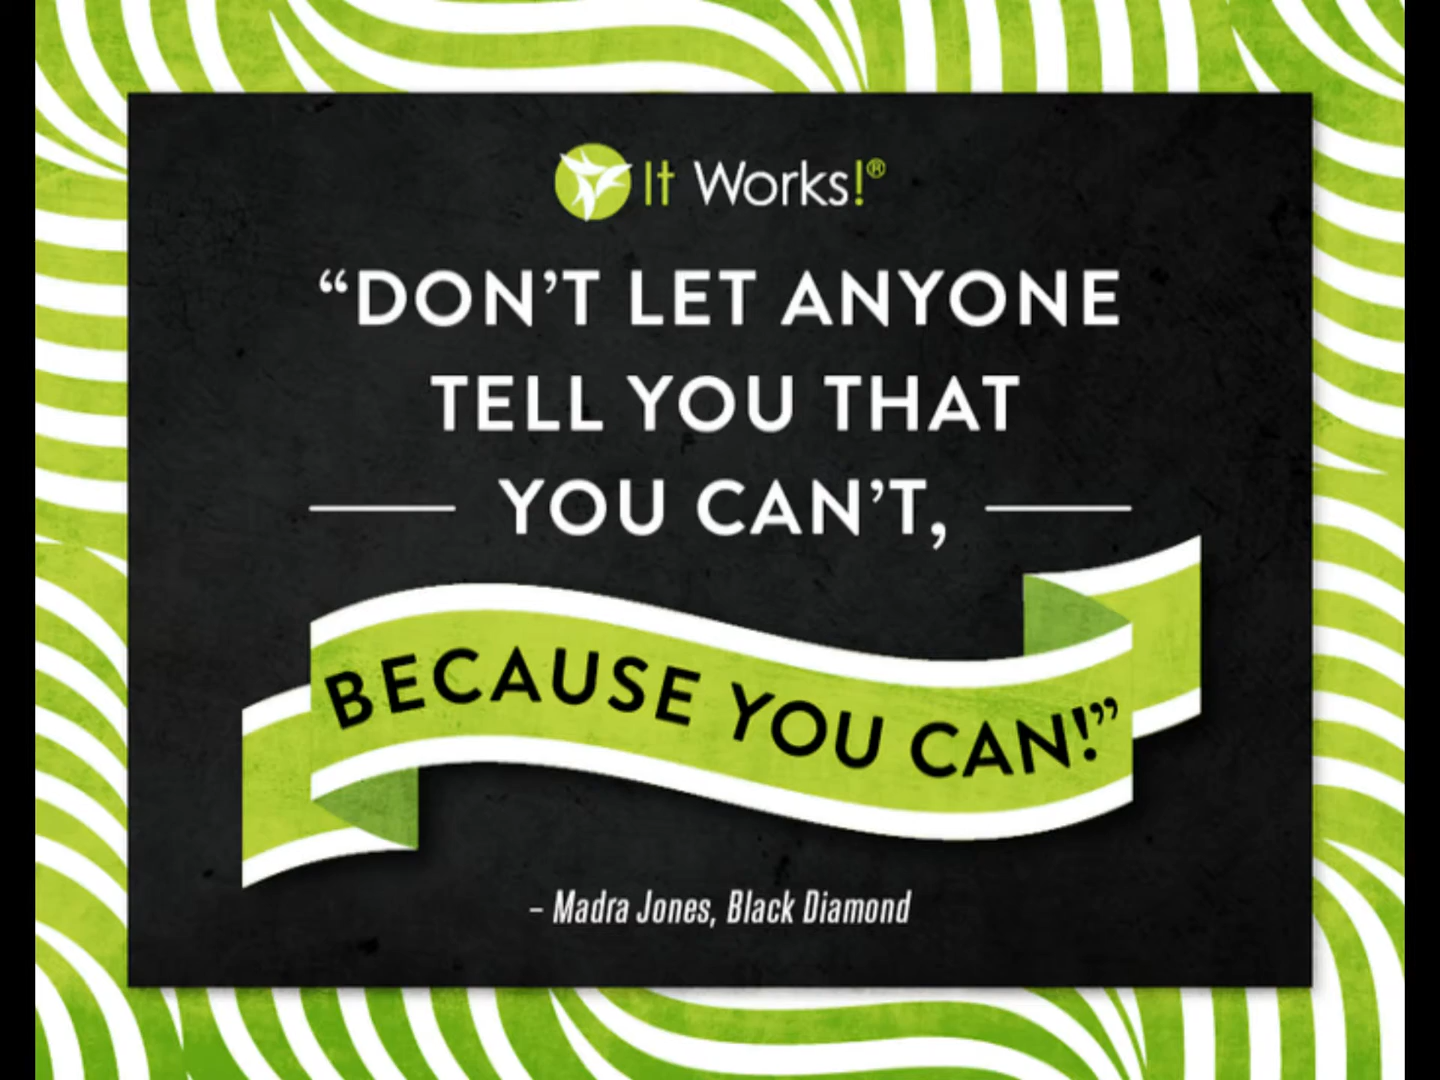 It Works!®
“DON’T LET ANYONE
TELL YOU THAT
YOU CAN’T,
BECAUSE YOU CAN!”
– Madra Jones, Black Diamond